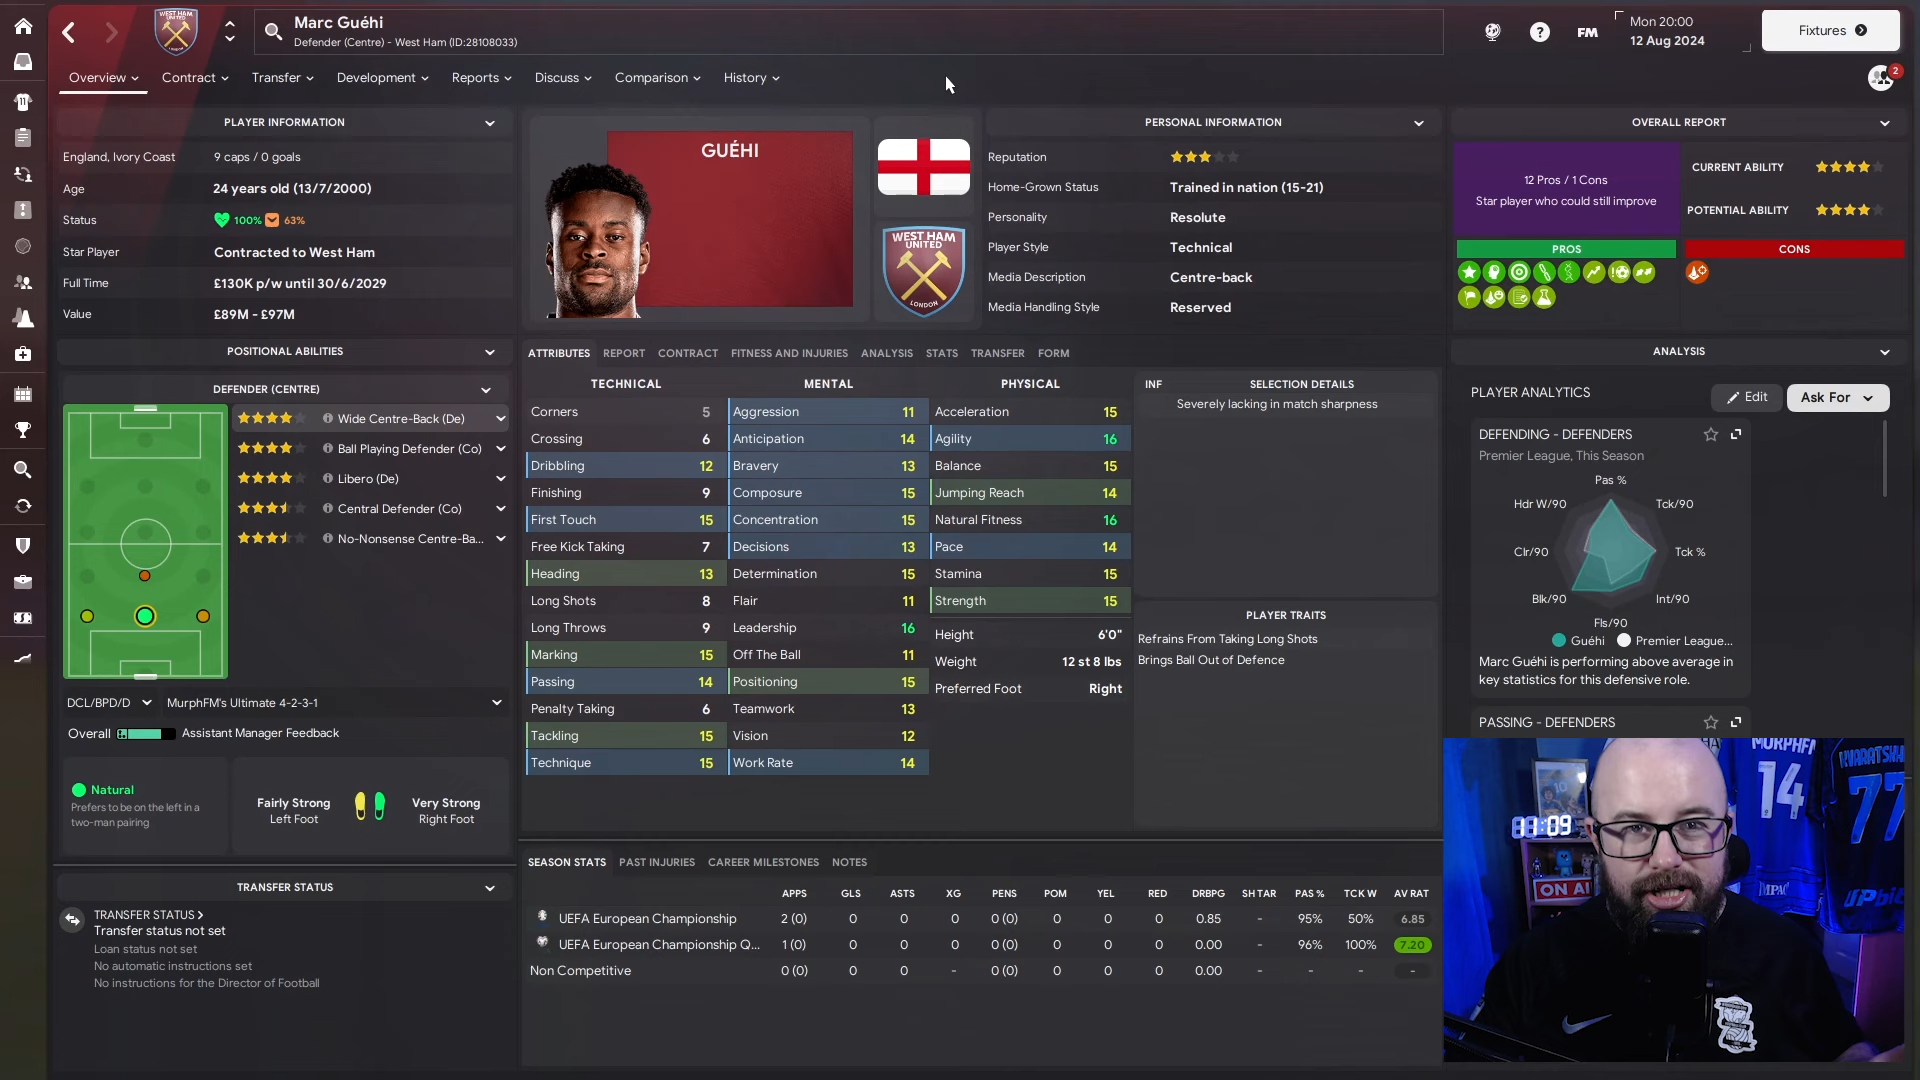 Marc Guéhi
Defender (Centre) - West Ham (ID:28108033)
FM
Mon 20:00
12 Aug 2024
Fixtures
Overview
Contract
Transfer
Development
Reports
Discuss
Comparison
History
2
PLAYER INFORMATION
England, Ivory Coast 9 caps / 0 goals
Age 24 years old (13/7/2000)
Status 100% 63%
Star Player Contracted to West Ham
Full Time £130K p/w until 30/6/2029
Value £89M - £97M
POSITIONAL ABILITIES
DEFENDER (CENTRE)
Wide Centre-Back (De)
Ball Playing Defender (Co)
Libero (De)
Central Defender (Co)
No-Nonsense Centre-Ba...
DCL/BPD/D MurphFM's Ultimate 4-2-3-1
Overall Assistant Manager Feedback
Natural
Prefers to be on the left in a
two-man pairing
Fairly Strong
Left Foot
Very Strong
Right Foot
TRANSFER STATUS
TRANSFER STATUS
Transfer status not set
Loan status not set
No automatic instructions set
No instructions for the Director of Football
GUÉHI
WEST HAM
UNITED
LONDON
PERSONAL INFORMATION
Reputation
Home-Grown Status Trained in nation (15-21)
Personality Resolute
Player Style Technical
Media Description Centre-back
Media Handling Style Reserved
ATTRIBUTES REPORT CONTRACT FITNESS AND INJURIES ANALYSIS STATS TRANSFER FORM
TECHNICAL
Corners 5
Crossing 6
Dribbling 12
Finishing 9
First Touch 15
Free Kick Taking 7
Heading 13
Long Shots 8
Long Throws 9
Marking 15
Passing 14
Penalty Taking 6
Tackling 15
Technique 15
MENTAL
Aggression 11
Anticipation 14
Bravery 13
Composure 15
Concentration 15
Decisions 13
Determination 15
Flair 11
Leadership 16
Off The Ball 11
Positioning 15
Teamwork 13
Vision 12
Work Rate 14
PHYSICAL
Acceleration 15
Agility 16
Balance 15
Jumping Reach 14
Natural Fitness 16
Pace 14
Stamina 15
Strength 15
Height 6'0"
Weight 12 st 8 lbs
Preferred Foot Right
INF SELECTION DETAILS
Severely lacking in match sharpness
PLAYER TRAITS
Refrains From Taking Long Shots
Brings Ball Out of Defence
SEASON STATS PAST INJURIES CAREER MILESTONES NOTES
APPS GLS ASTS XG PENS POM YEL RED DRBPG SH TAR PAS % TCK W AV RAT
UEFA European Championship 2 (0) 0 0 0 0 (0) 0 0 0 0.85 - 95% 50% 6.85
UEFA European Championship Q... 1 (0) 0 0 0 0 (0) 0 0 0 0.00 - 96% 100% 7.20
Non Competitive 0 (0) 0 0 - 0 (0) 0 0 0 0.00 - - - -
OVERALL REPORT
12 Pros / 1 Cons
Star player who could still improve
CURRENT ABILITY
POTENTIAL ABILITY
PROS
CONS
ANALYSIS
PLAYER ANALYTICS
Edit
Ask For
DEFENDING - DEFENDERS
Premier League, This Season
Pas %
Hdr W/90 Tck/90
Clr/90 Tck %
Blk/90 Int/90
Fls/90
Guéhi Premier League...
Marc Guéhi is performing above average in
key statistics for this defensive role.
PASSING - DEFENDERS
14
77
11:09